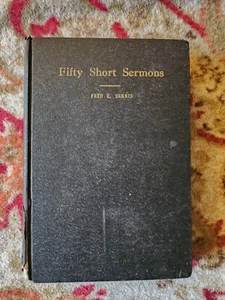 Fifty Short Sermons
FRED E. DENNIS